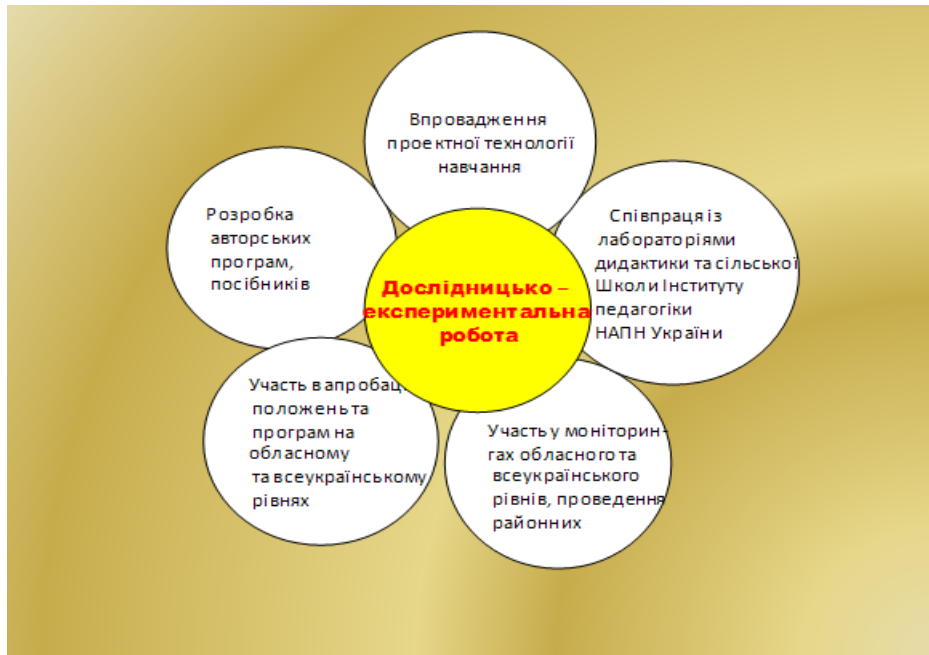 Впровадження
проектної технології
навчання
Розробка
авторських
програм,
посібників
Співпраця із
лабораторіями
дидактики та сільської
Школи Інституту
педагогіки
НАПН України
Дослідницько –
експериментальна
робота
Участь в апробац
положень та
програм на
обласному
та всеукраїнському
рівнях
Участь у моніторин-
гах обласного та
всеукраїнського
рівнів, проведення
районних